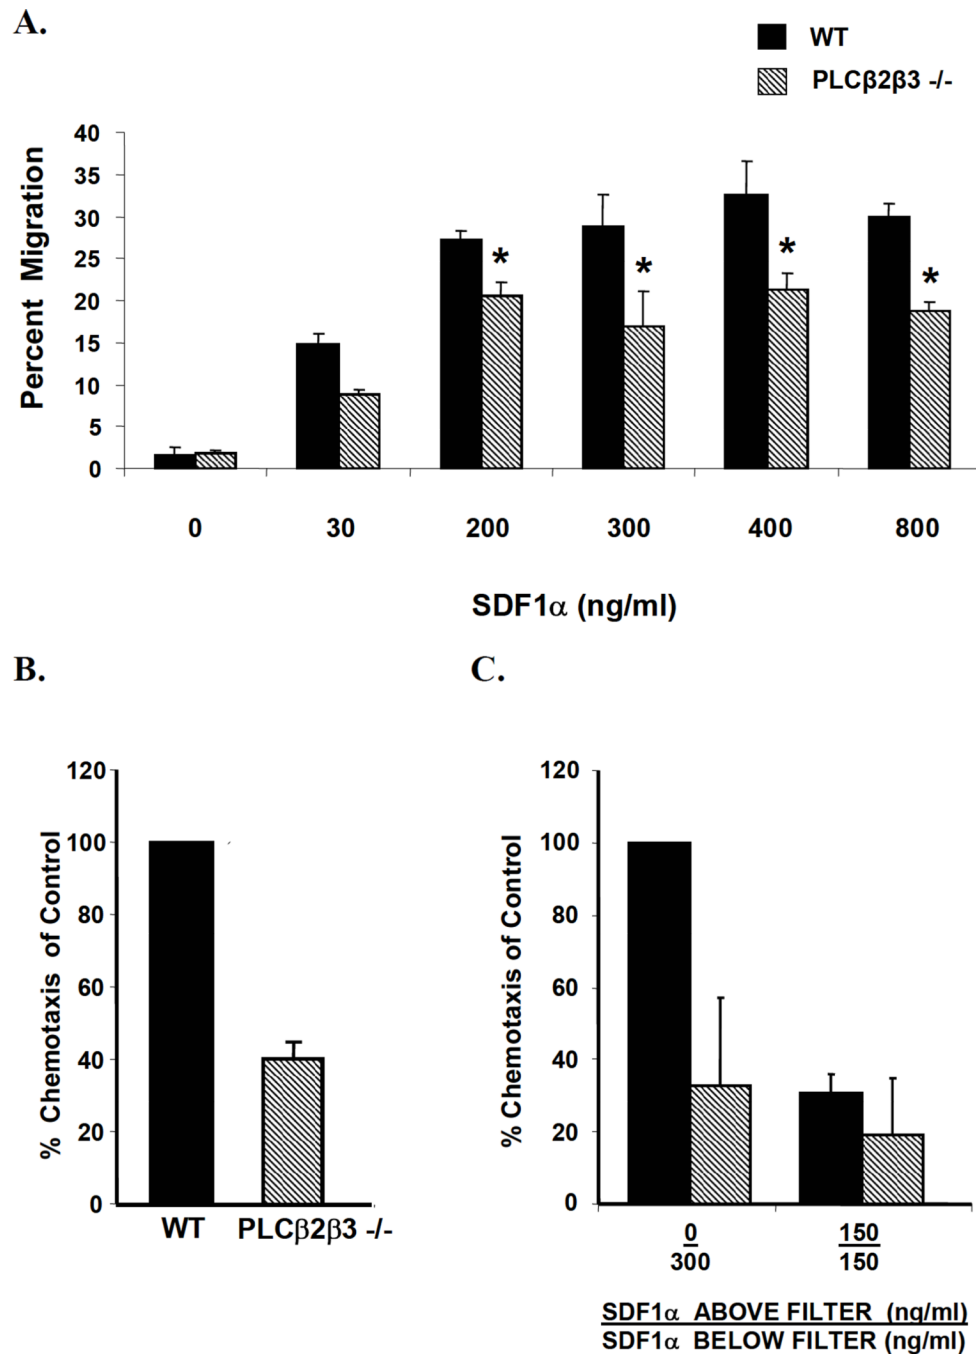 A.
WT
PLCβ2β3 -/-
40
35
30
25
20
15
10
5
0
Percent Migration
* * * *
0 30 200 300 400 800
SDF1α (ng/ml)
B.
120
100
80
60
40
20
0
% Chemotaxis of Control
WT PLCβ2β3 -/-
C.
120
100
80
60
40
20
0
% Chemotaxis of Control
0 150
300 150
SDF1α ABOVE FILTER (ng/ml)
SDF1α BELOW FILTER (ng/ml)